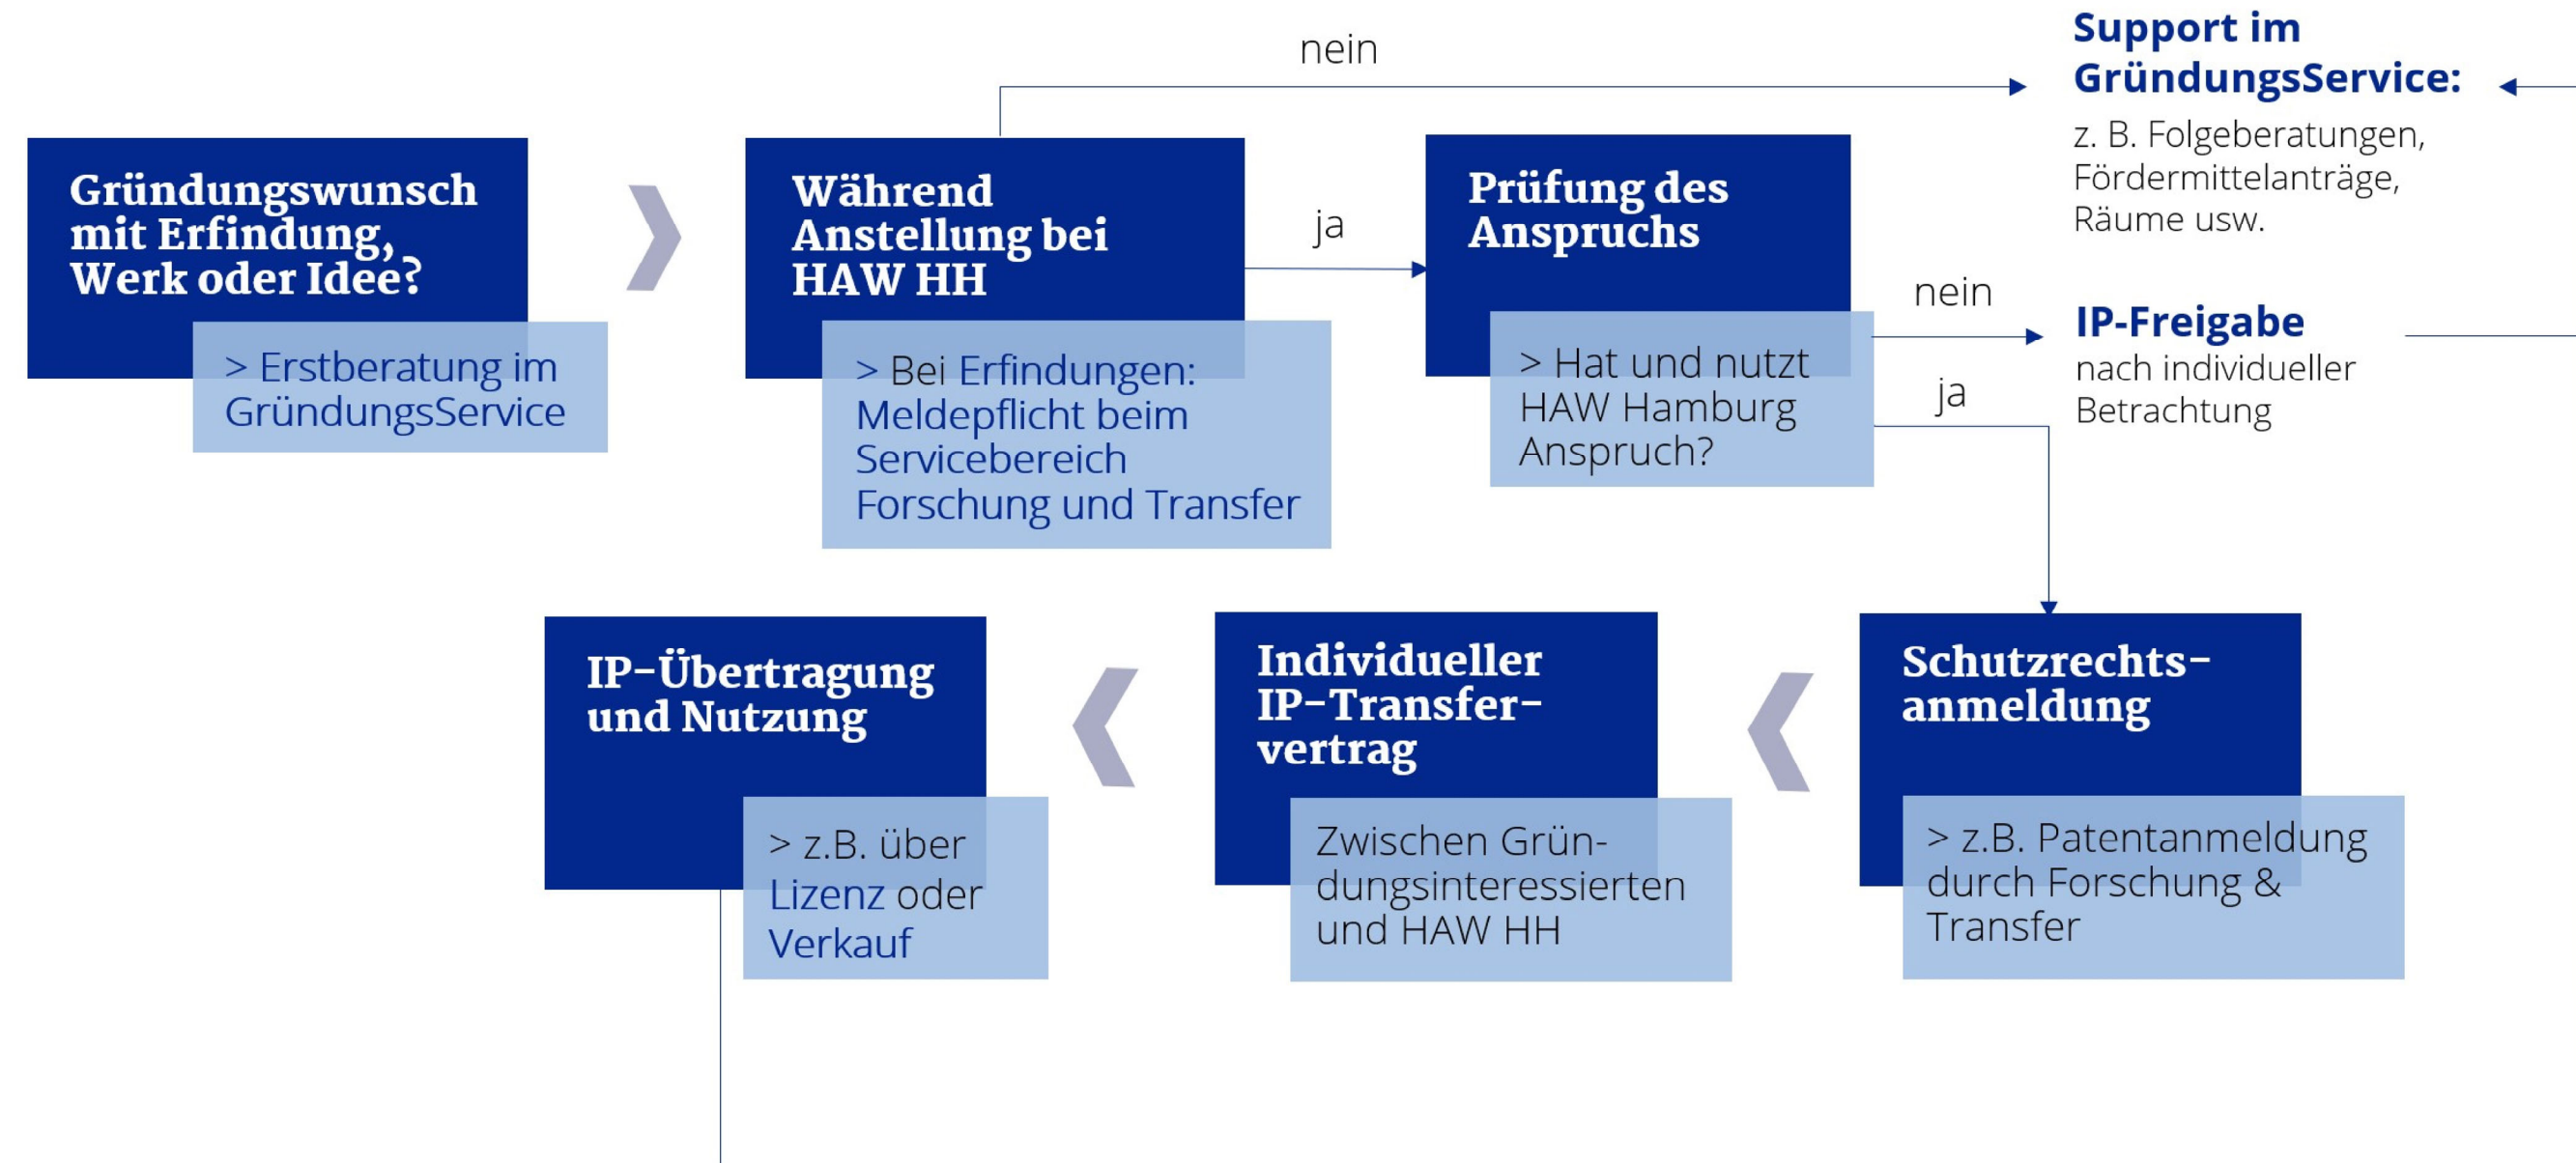 nein
Support im
GründungsService:
z. B. Folgeberatungen,
Fördermittelanträge,
Räume usw.
Gründungswunsch
mit Erfindung,
Werk oder Idee?
> Erstberatung im
GründungsService
Während
Anstellung bei
HAW HH
> Bei Erfindungen:
Meldepflicht beim
Servicebereich
Forschung und Transfer
ja
Prüfung des
Anspruchs
> Hat und nutzt
HAW Hamburg
Anspruch?
nein
IP-Freigabe
nach individueller
Betrachtung
ja
Schutzrechts-
anmeldung
> z.B. Patentanmeldung
durch Forschung &
Transfer
Individueller
IP-Transfer-
vertrag
Zwischen Grün-
dungsinteressierten
und HAW HH
IP-Übertragung
und Nutzung
> z.B. über
Lizenz oder
Verkauf